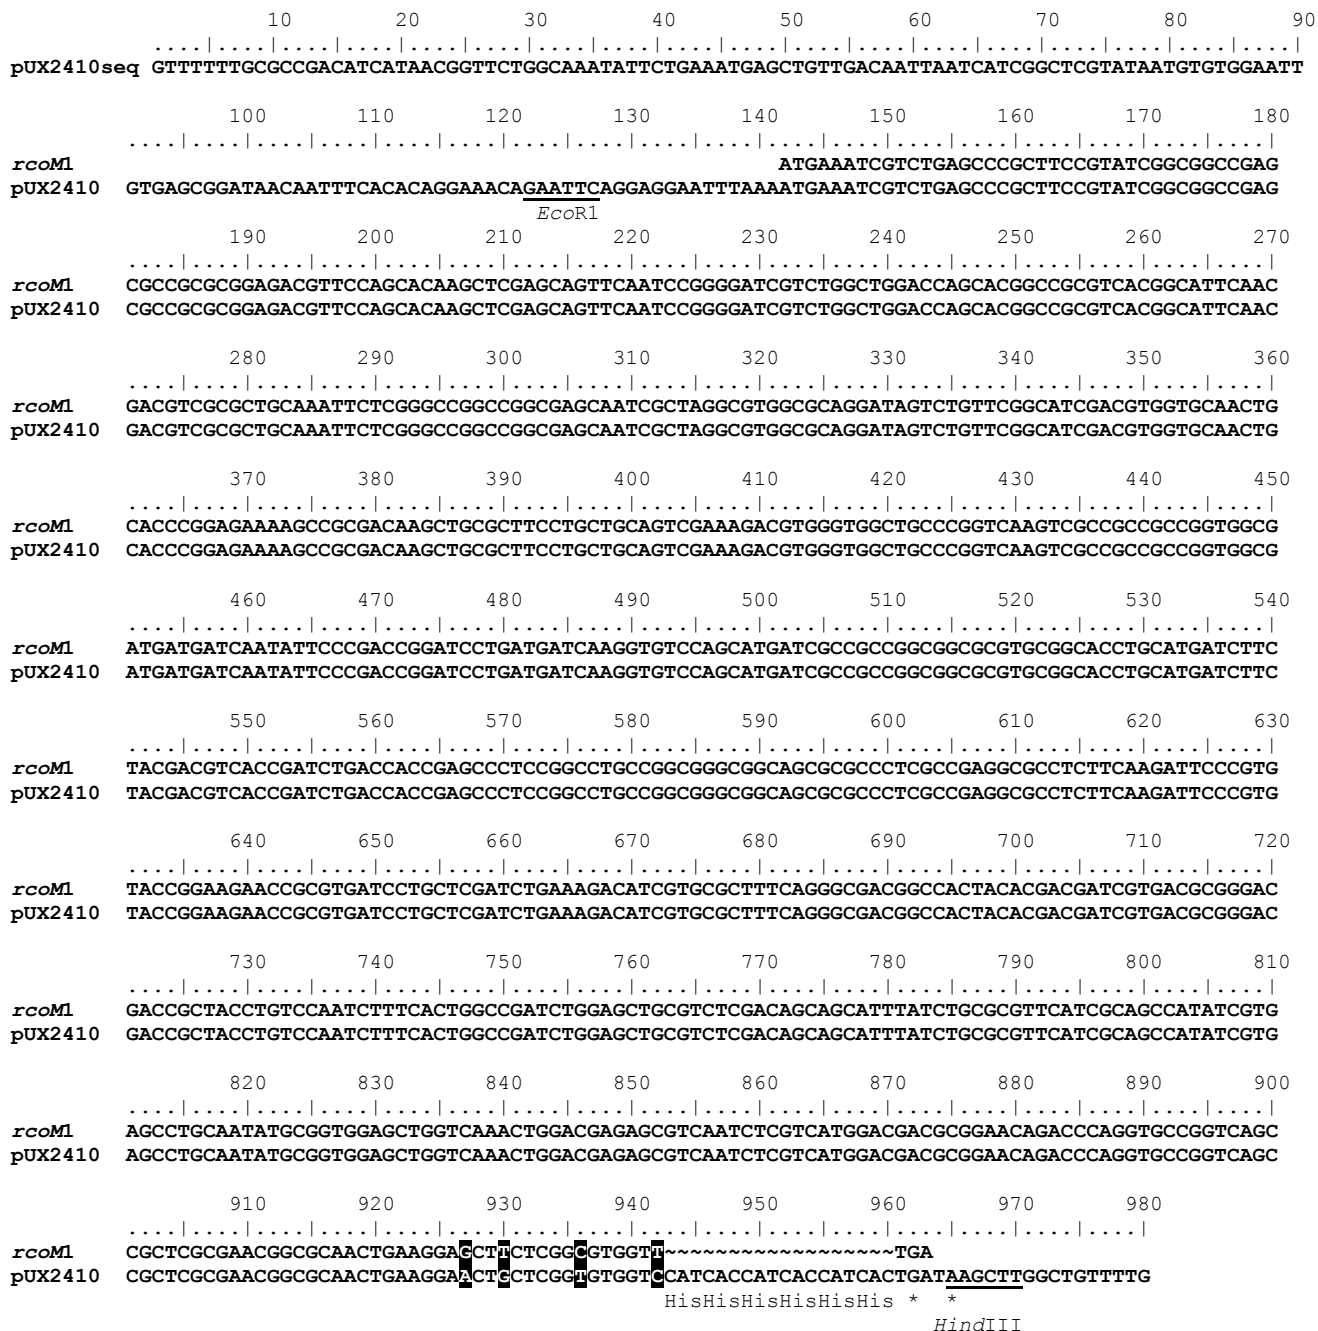 10 20 30 40 50 60 70 80 90
....|....|....|....|....|....|....|....|....|....|....|....|....|....|....|....|....|....|
pUX2410seq GTTTTTTGCGCCGACATCATAACGGTTCTGGCAAATATTCTGAAATGAGCTGTTGACAATTAATCATCGGCTCGTATAATGTGTGGAATT
100 110 120 130 140 150 160 170 180
....|....|....|....|....|....|....|....|....|....|....|....|....|....|....|....|....|....|
rcoM1 ATGAAATCGTCTGAGCCCGCTTCCGTATCGGCGGCCGAG
pUX2410 GTGAGCGGATAACAATTTCACACAGGAAACAGAATTCAGGAGGAATTTAAAATGAAATCGTCTGAGCCCGCTTCCGTATCGGCGGCCGAG
EcoR1
190 200 210 220 230 240 250 260 270
....|....|....|....|....|....|....|....|....|....|....|....|....|....|....|....|....|....|
rcoM1 CGCCGCGCGGAGACGTTCCAGCACAAGCTCGAGCAGTTCAATCCGGGGATCGTCTGGCTGGACCAGCACGGCCGCGTCACGGCATTCAAC
pUX2410 CGCCGCGCGGAGACGTTCCAGCACAAGCTCGAGCAGTTCAATCCGGGGATCGTCTGGCTGGACCAGCACGGCCGCGTCACGGCATTCAAC
280 290 300 310 320 330 340 350 360
....|....|....|....|....|....|....|....|....|....|....|....|....|....|....|....|....|....|
rcoM1 GACGTCGCGCTGCAAATTCTCGGGCCGGCCGGCGAGCAATCGCTAGGCGTGGCGCAGGATAGTCTGTTCGGCATCGACGTGGTGCAACTG
pUX2410 GACGTCGCGCTGCAAATTCTCGGGCCGGCCGGCGAGCAATCGCTAGGCGTGGCGCAGGATAGTCTGTTCGGCATCGACGTGGTGCAACTG
370 380 390 400 410 420 430 440 450
....|....|....|....|....|....|....|....|....|....|....|....|....|....|....|....|....|....|
rcoM1 CACCCGGAGAAAAGCCGCGACAAGCTGCGCTTCCTGCTGCAGTCGAAAGACGTGGGTGGCTGCCCGGTCAAGTCGCCGCCGCCGGTGGCG
pUX2410 CACCCGGAGAAAAGCCGCGACAAGCTGCGCTTCCTGCTGCAGTCGAAAGACGTGGGTGGCTGCCCGGTCAAGTCGCCGCCGCCGGTGGCG
460 470 480 490 500 510 520 530 540
....|....|....|....|....|....|....|....|....|....|....|....|....|....|....|....|....|....|
rcoM1 ATGATGATCAATATTCCCGACCGGATCCTGATGATCAAGGTGTCCAGCATGATCGCCGCCGGCGGCGCGTGCGGCACCTGCATGATCTTC
pUX2410 ATGATGATCAATATTCCCGACCGGATCCTGATGATCAAGGTGTCCAGCATGATCGCCGCCGGCGGCGCGTGCGGCACCTGCATGATCTTC
550 560 570 580 590 600 610 620 630
....|....|....|....|....|....|....|....|....|....|....|....|....|....|....|....|....|....|
rcoM1 TACGACGTCACCGATCTGACCACCGAGCCCTCCGGCCTGCCGGCGGGCGGCAGCGCGCCCTCGCCGAGGCGCCTCTTCAAGATTCCCGTG
pUX2410 TACGACGTCACCGATCTGACCACCGAGCCCTCCGGCCTGCCGGCGGGCGGCAGCGCGCCCTCGCCGAGGCGCCTCTTCAAGATTCCCGTG
640 650 660 670 680 690 700 710 720
....|....|....|....|....|....|....|....|....|....|....|....|....|....|....|....|....|....|
rcoM1 TACCGGAAGAACCGCGTGATCCTGCTCGATCTGAAAGACATCGTGCGCTTTCAGGGCGACGGCCACTACACGACGATCGTGACGCGGGAC
pUX2410 TACCGGAAGAACCGCGTGATCCTGCTCGATCTGAAAGACATCGTGCGCTTTCAGGGCGACGGCCACTACACGACGATCGTGACGCGGGAC
730 740 750 760 770 780 790 800 810
....|....|....|....|....|....|....|....|....|....|....|....|....|....|....|....|....|....|
rcoM1 GACCGCTACCTGTCCAATCTTTCACTGGCCGATCTGGAGCTGCGTCTCGACAGCAGCATTTATCTGCGCGTTCATCGCAGCCATATCGTG
pUX2410 GACCGCTACCTGTCCAATCTTTCACTGGCCGATCTGGAGCTGCGTCTCGACAGCAGCATTTATCTGCGCGTTCATCGCAGCCATATCGTG
820 830 840 850 860 870 880 890 900
....|....|....|....|....|....|....|....|....|....|....|....|....|....|....|....|....|....|
rcoM1 AGCCTGCAATATGCGGTGGAGCTGGTCAAACTGGACGAGAGCGTCAATCTCGTCATGGACGACGCGGAACAGACCCAGGTGCCGGTCAGC
pUX2410 AGCCTGCAATATGCGGTGGAGCTGGTCAAACTGGACGAGAGCGTCAATCTCGTCATGGACGACGCGGAACAGACCCAGGTGCCGGTCAGC
910 920 930 940 950 960 970 980
....|....|....|....|....|....|....|....|....|....|....|....|....|....|....|....|
rcoM1 CGCTCGCGAACGGCGCAACTGAAGGAGCTTCTCGGCGTGGTT~~~~~~~~~~~~~~~~~~TGA
pUX2410 CGCTCGCGAACGGCGCAACTGAAGGAACTGCTCGGTGTGGTCCATCACCATCACCATCACTGATAAGCTTGGCTGTTTTG
HisHisHisHisHisHis * *
HindIII